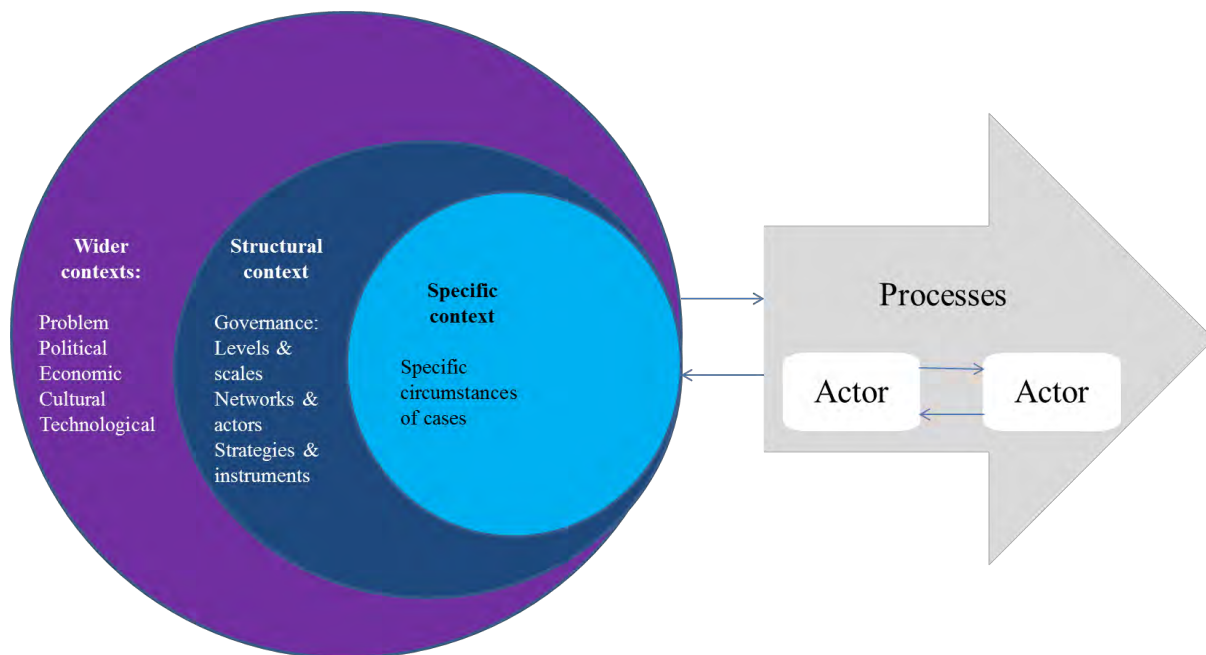 Wider
contexts:
Problem
Political
Economic
Cultural
Technological
Structural
context
Governance:
Levels &
scales
Networks &
actors
Strategies &
instruments
Specific
context
Specific
circumstances
of cases
Processes
Actor
Actor